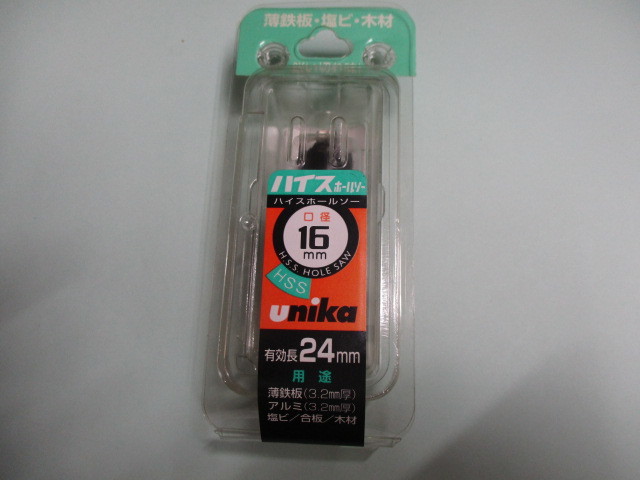 薄鉄板・塩ビ・木材
ハイスホールソー
ハイスホールソー
口径
16
mm
H.S.S. HOLE SAW
HSS
unika
有効長24mm
用途
薄鉄板(3.2mm厚)
アルミ(3.2mm厚)
塩ビ/合板/木材